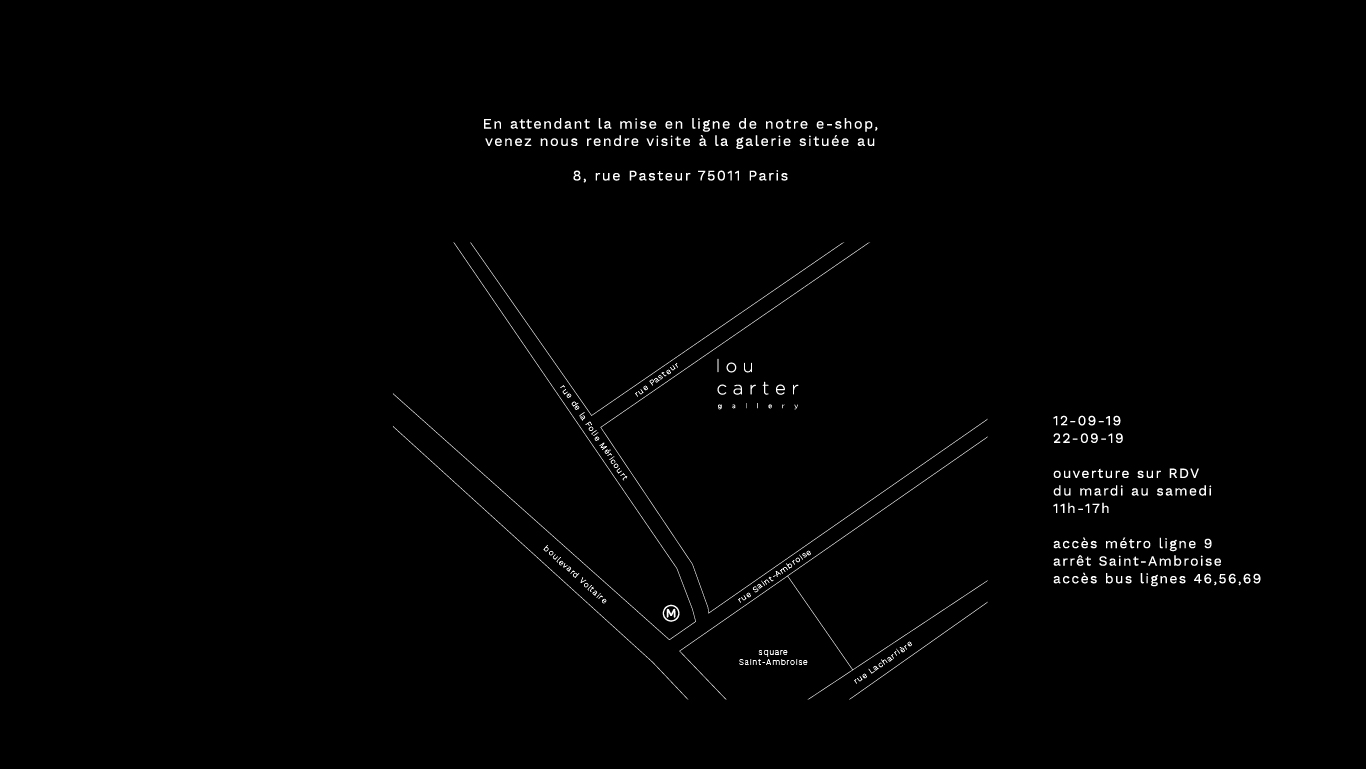 En attendant la mise en ligne de notre e-shop,
venez nous rendre visite à la galerie située au
8, rue Pasteur 75011 Paris
rue Pasteur
lou
carter
gallery
rue de la Folie Méricourt
boulevard Voltaire
M
rue Saint-Ambroise
square
Saint-Ambroise
rue Lacharrière
12-09-19
22-09-19
ouverture sur RDV
du mardi au samedi
11h-17h
accès métro ligne 9
arrêt Saint-Ambroise
accès bus lignes 46,56,69